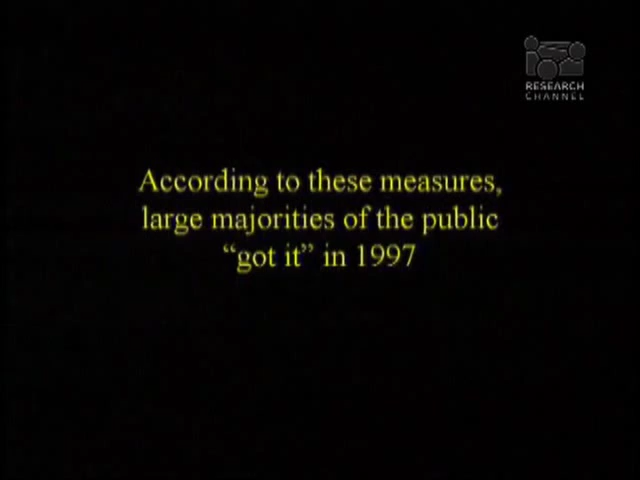 RESEARCH
CHANNEL
According to these measures,
large majorities of the public
“got it” in 1997